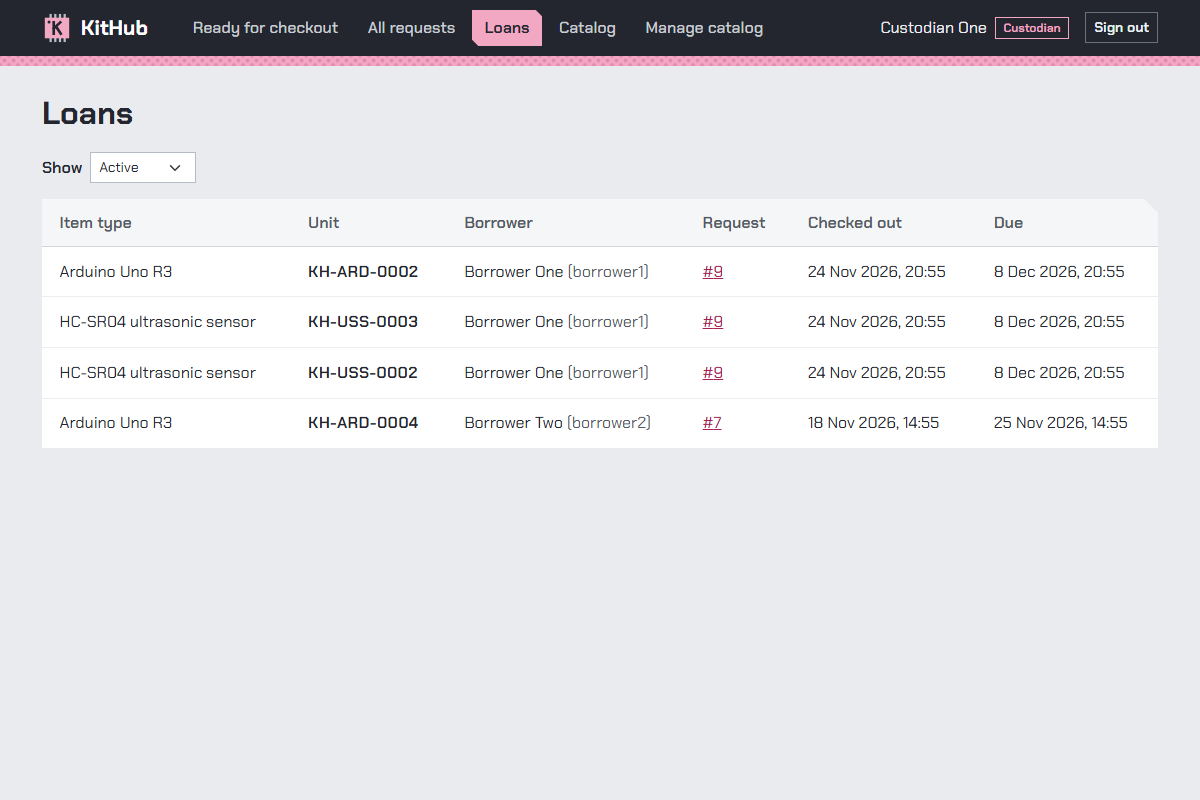 KitHub Ready for checkout All requests Loans Catalog Manage catalog Custodian One Custodian Sign out
Loans
Show Active
Item type Unit Borrower Request Checked out Due
Arduino Uno R3 KH-ARD-0002 Borrower One (borrower1) #9 24 Nov 2026, 20:55 8 Dec 2026, 20:55
HC-SR04 ultrasonic sensor KH-USS-0003 Borrower One (borrower1) #9 24 Nov 2026, 20:55 8 Dec 2026, 20:55
HC-SR04 ultrasonic sensor KH-USS-0002 Borrower One (borrower1) #9 24 Nov 2026, 20:55 8 Dec 2026, 20:55
Arduino Uno R3 KH-ARD-0004 Borrower Two (borrower2) #7 18 Nov 2026, 14:55 25 Nov 2026, 14:55